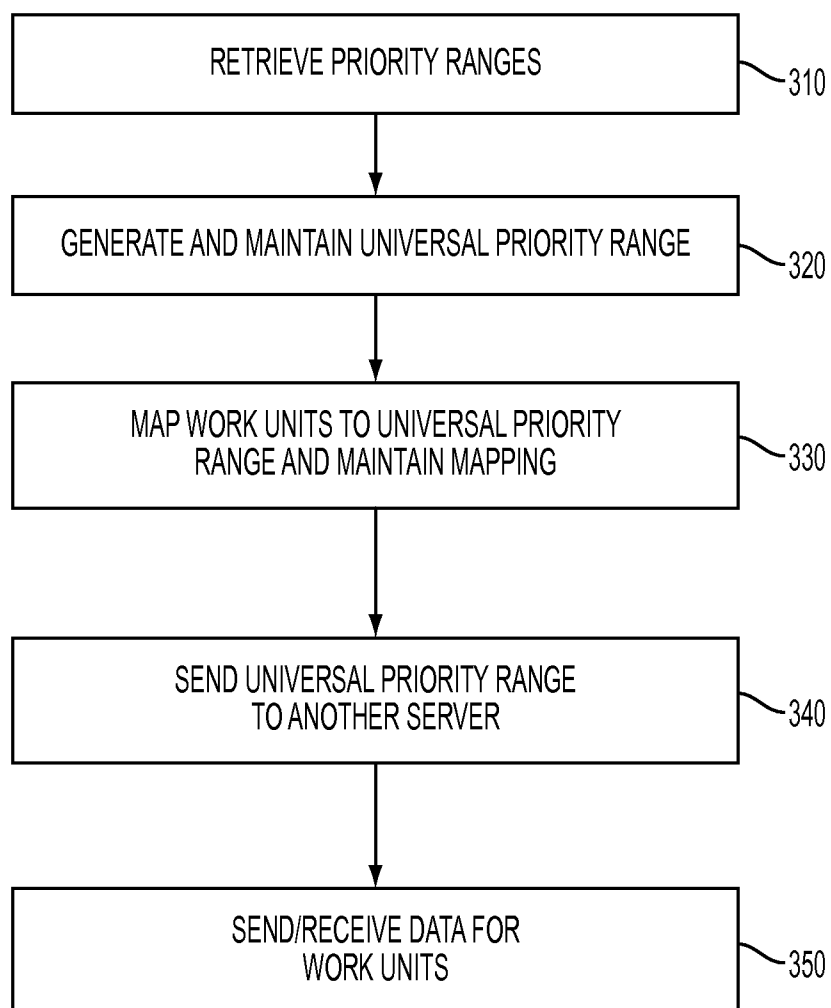 RETRIEVE PRIORITY RANGES
310
GENERATE AND MAINTAIN UNIVERSAL PRIORITY RANGE
320
MAP WORK UNITS TO UNIVERSAL PRIORITY
RANGE AND MAINTAIN MAPPING
330
SEND UNIVERSAL PRIORITY RANGE
TO ANOTHER SERVER
340
SEND/RECEIVE DATA FOR
WORK UNITS
350